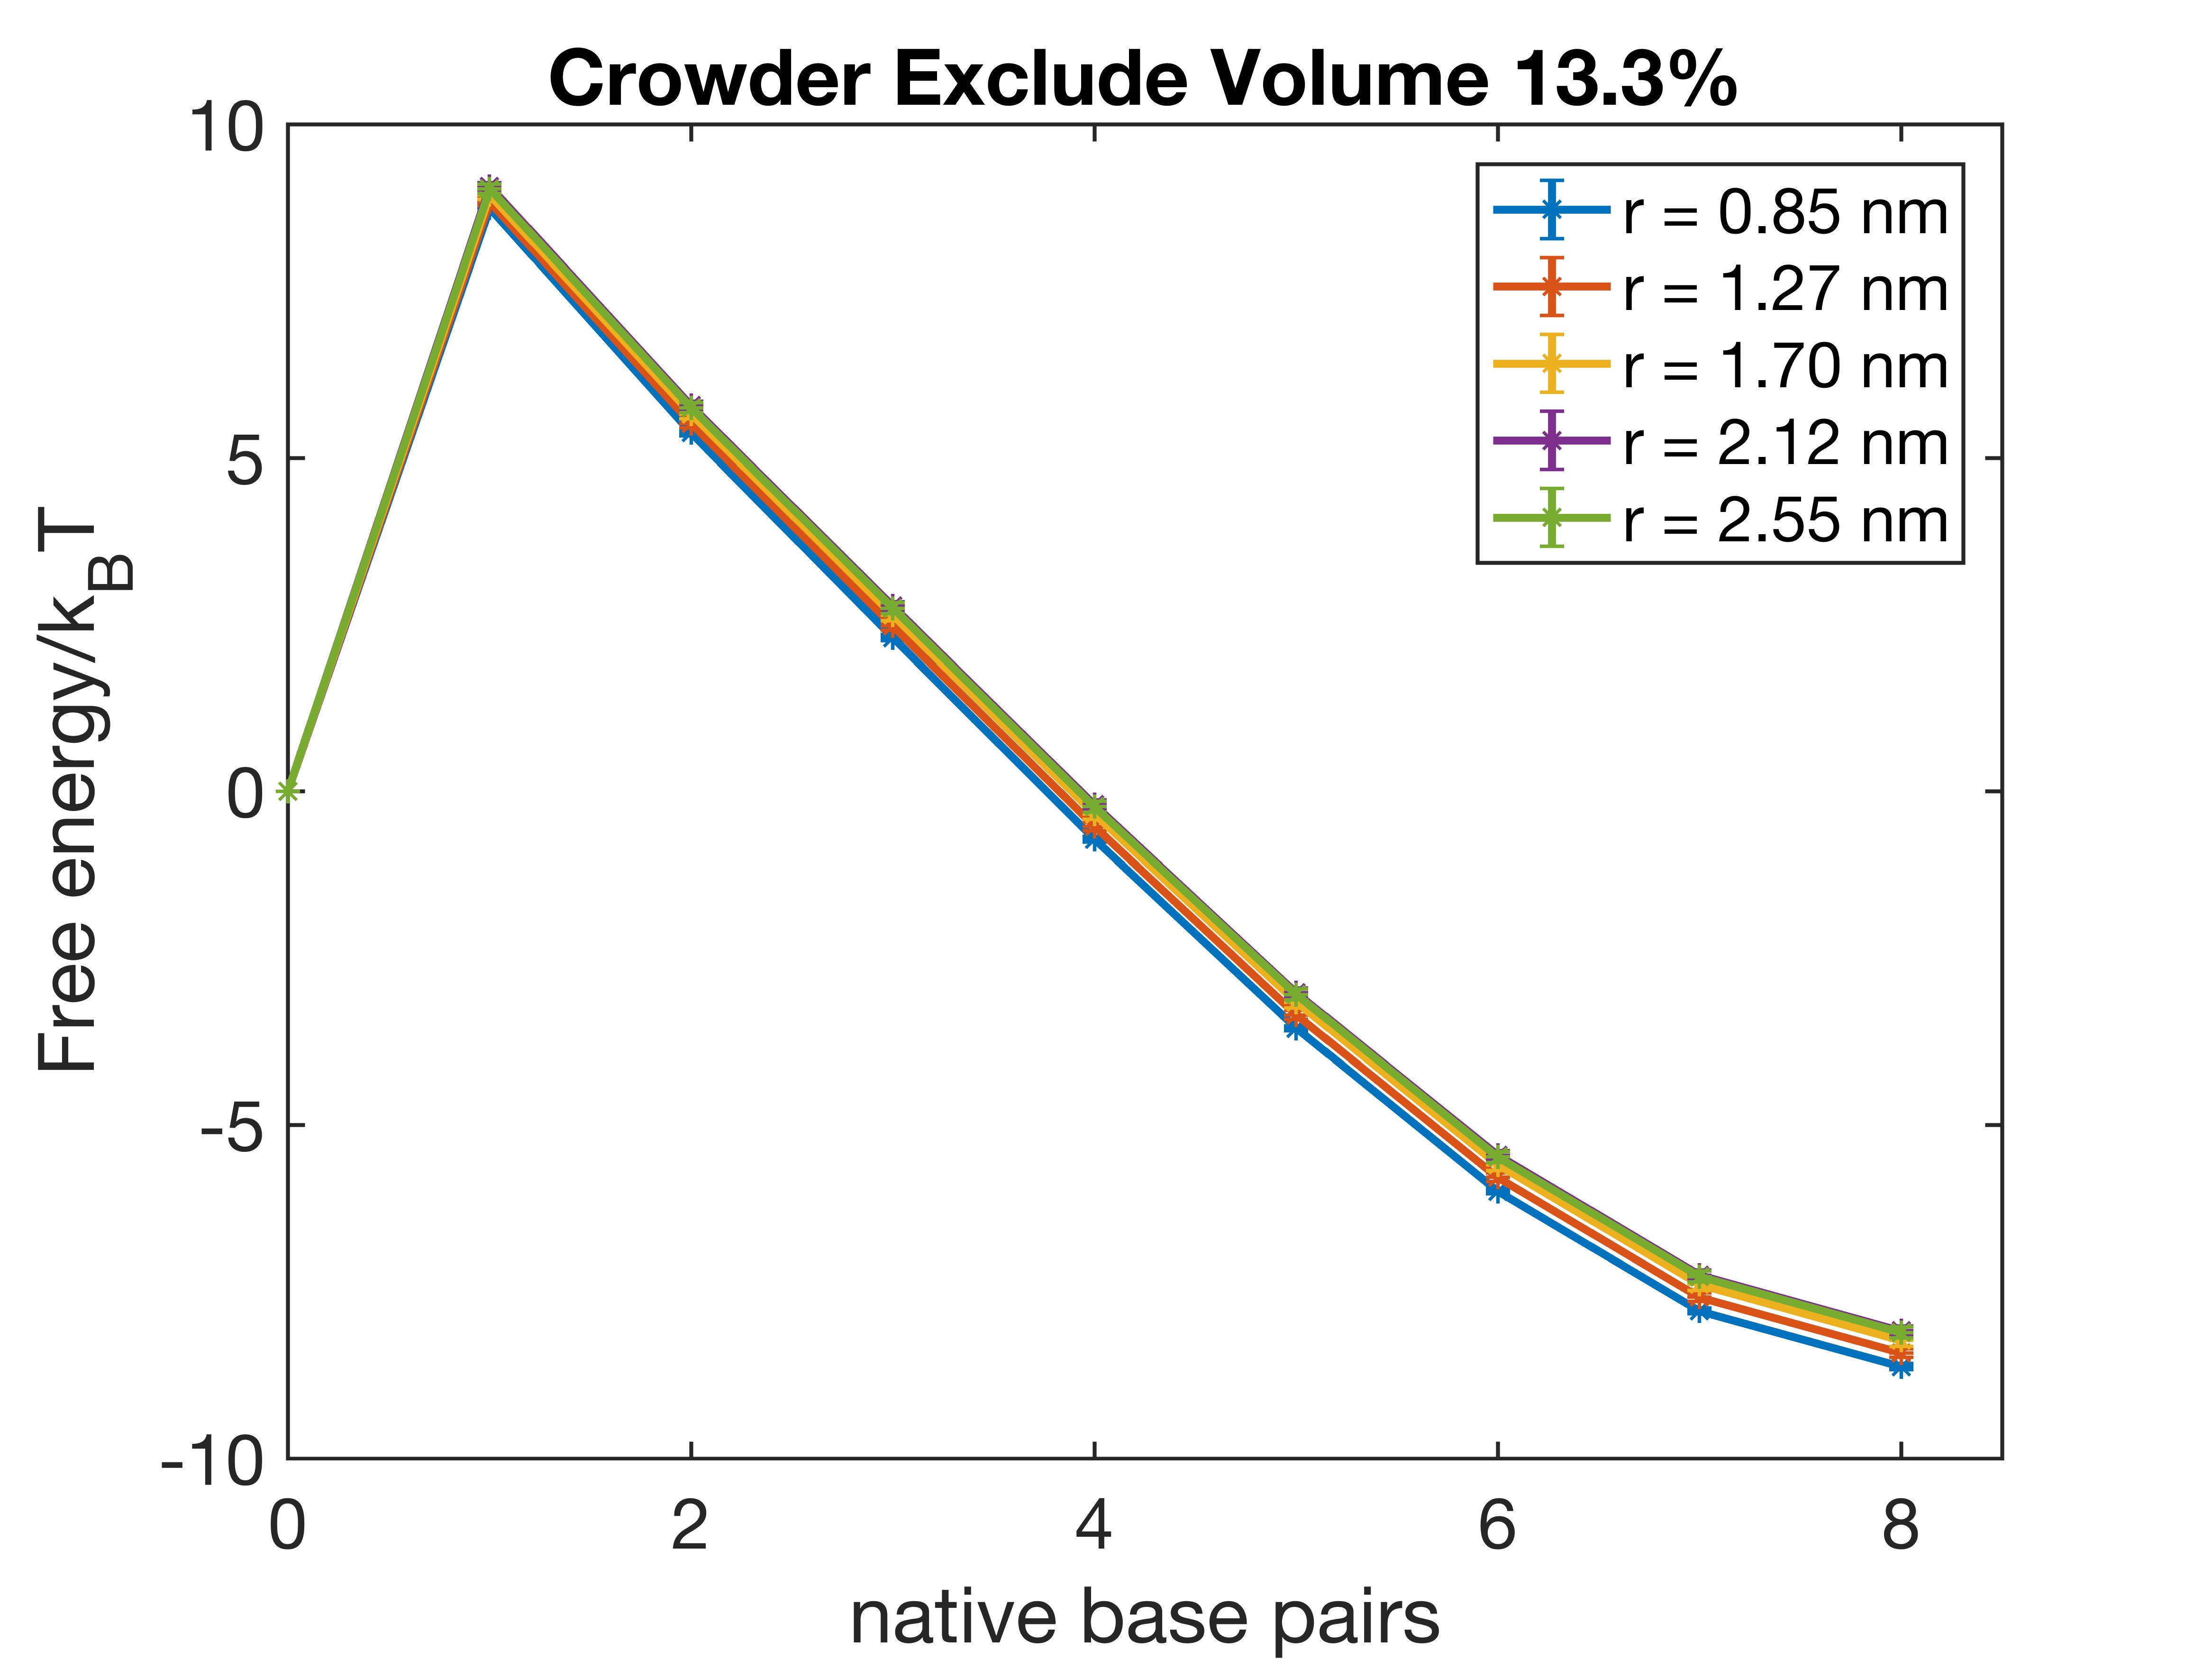 Crowder Exclude Volume 13.3%
10
5
0
-5
-10
Free energy/k_BT
r = 0.85 nm
r = 1.27 nm
r = 1.70 nm
r = 2.12 nm
r = 2.55 nm
0 2 4 6 8
native base pairs